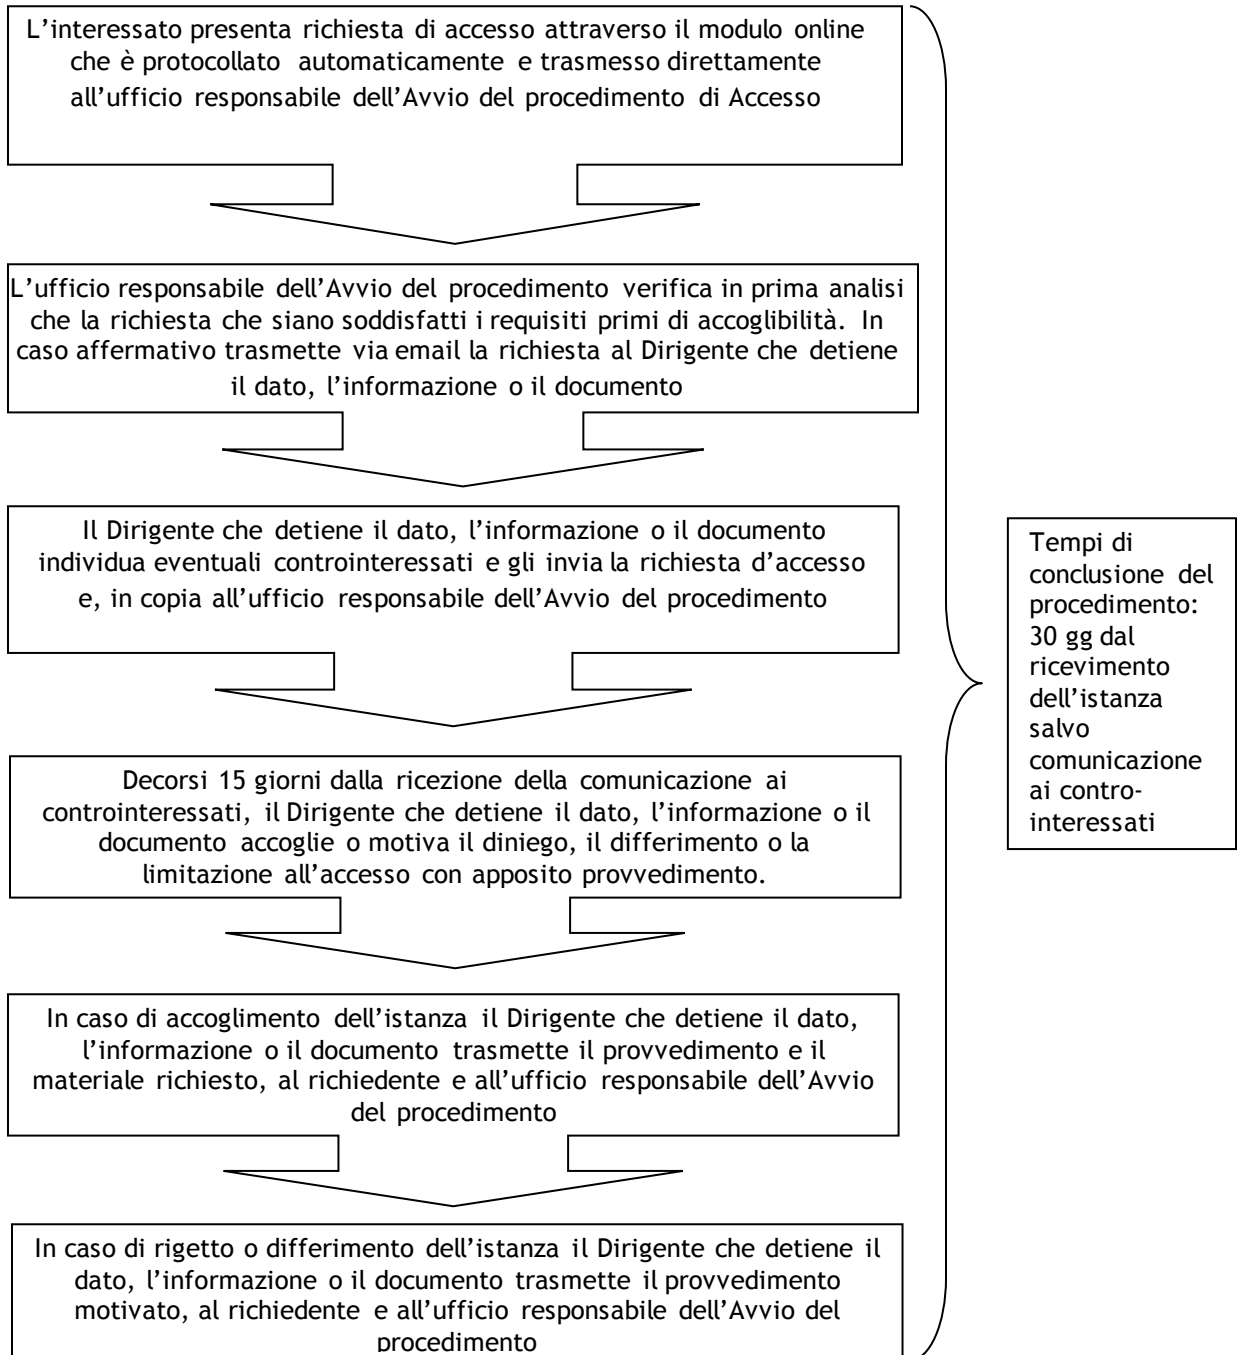 L’interessato presenta richiesta di accesso attraverso il modulo online
che è protocollato automaticamente e trasmesso direttamente
all’ufficio responsabile dell’Avvio del procedimento di Accesso
L’ufficio responsabile dell’Avvio del procedimento verifica in prima analisi
che la richiesta che siano soddisfatti i requisiti primi di accoglibilità. In
caso affermativo trasmette via email la richiesta al Dirigente che detiene
il dato, l’informazione o il documento
Il Dirigente che detiene il dato, l’informazione o il documento
individua eventuali controinteressati e gli invia la richiesta d’accesso
e, in copia all’ufficio responsabile dell’Avvio del procedimento
Decorsi 15 giorni dalla ricezione della comunicazione ai
controinteressati, il Dirigente che detiene il dato, l’informazione o il
documento accoglie o motiva il diniego, il differimento o la
limitazione all’accesso con apposito provvedimento.
In caso di accoglimento dell’istanza il Dirigente che detiene il dato,
l’informazione o il documento trasmette il provvedimento e il
materiale richiesto, al richiedente e all’ufficio responsabile dell’Avvio
del procedimento
In caso di rigetto o differimento dell’istanza il Dirigente che detiene il
dato, l’informazione o il documento trasmette il provvedimento
motivato, al richiedente e all’ufficio responsabile dell’Avvio del
procedimento
Tempi di
conclusione del
procedimento:
30 gg dal
ricevimento
dell’istanza
salvo
comunicazione
ai contro-
interessati